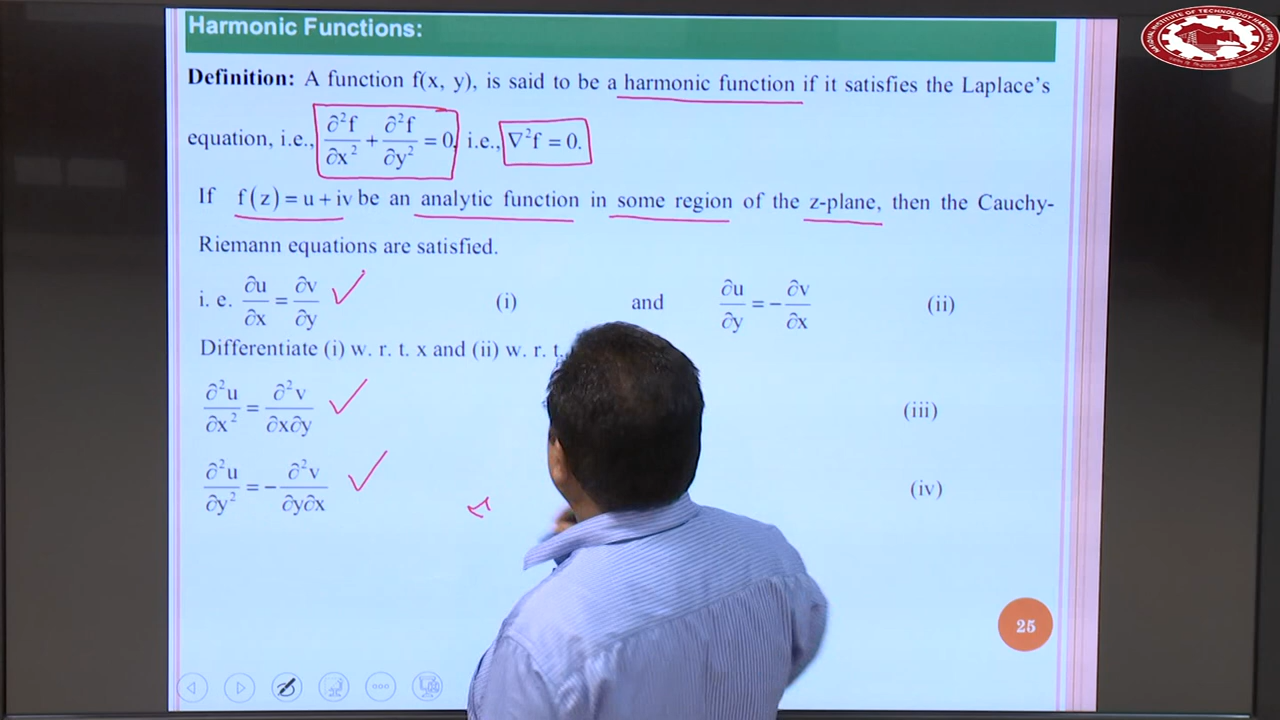 Harmonic Functions:
Definition: A function f(x, y), is said to be a harmonic function if it satisfies the Laplace's
equation, i.e., ∂²f/∂x² + ∂²f/∂y² = 0, i.e., ∇²f = 0.
If f(z) = u + iv be an analytic function in some region of the z-plane, then the Cauchy-
Riemann equations are satisfied.
i. e. ∂u/∂x = ∂v/∂y (i) and ∂u/∂y = -∂v/∂x (ii)
Differentiate (i) w. r. t. x and (ii) w. r. t.
∂²u/∂x² = ∂²v/∂x∂y (iii)
∂²u/∂y² = -∂²v/∂y∂x (iv)
25